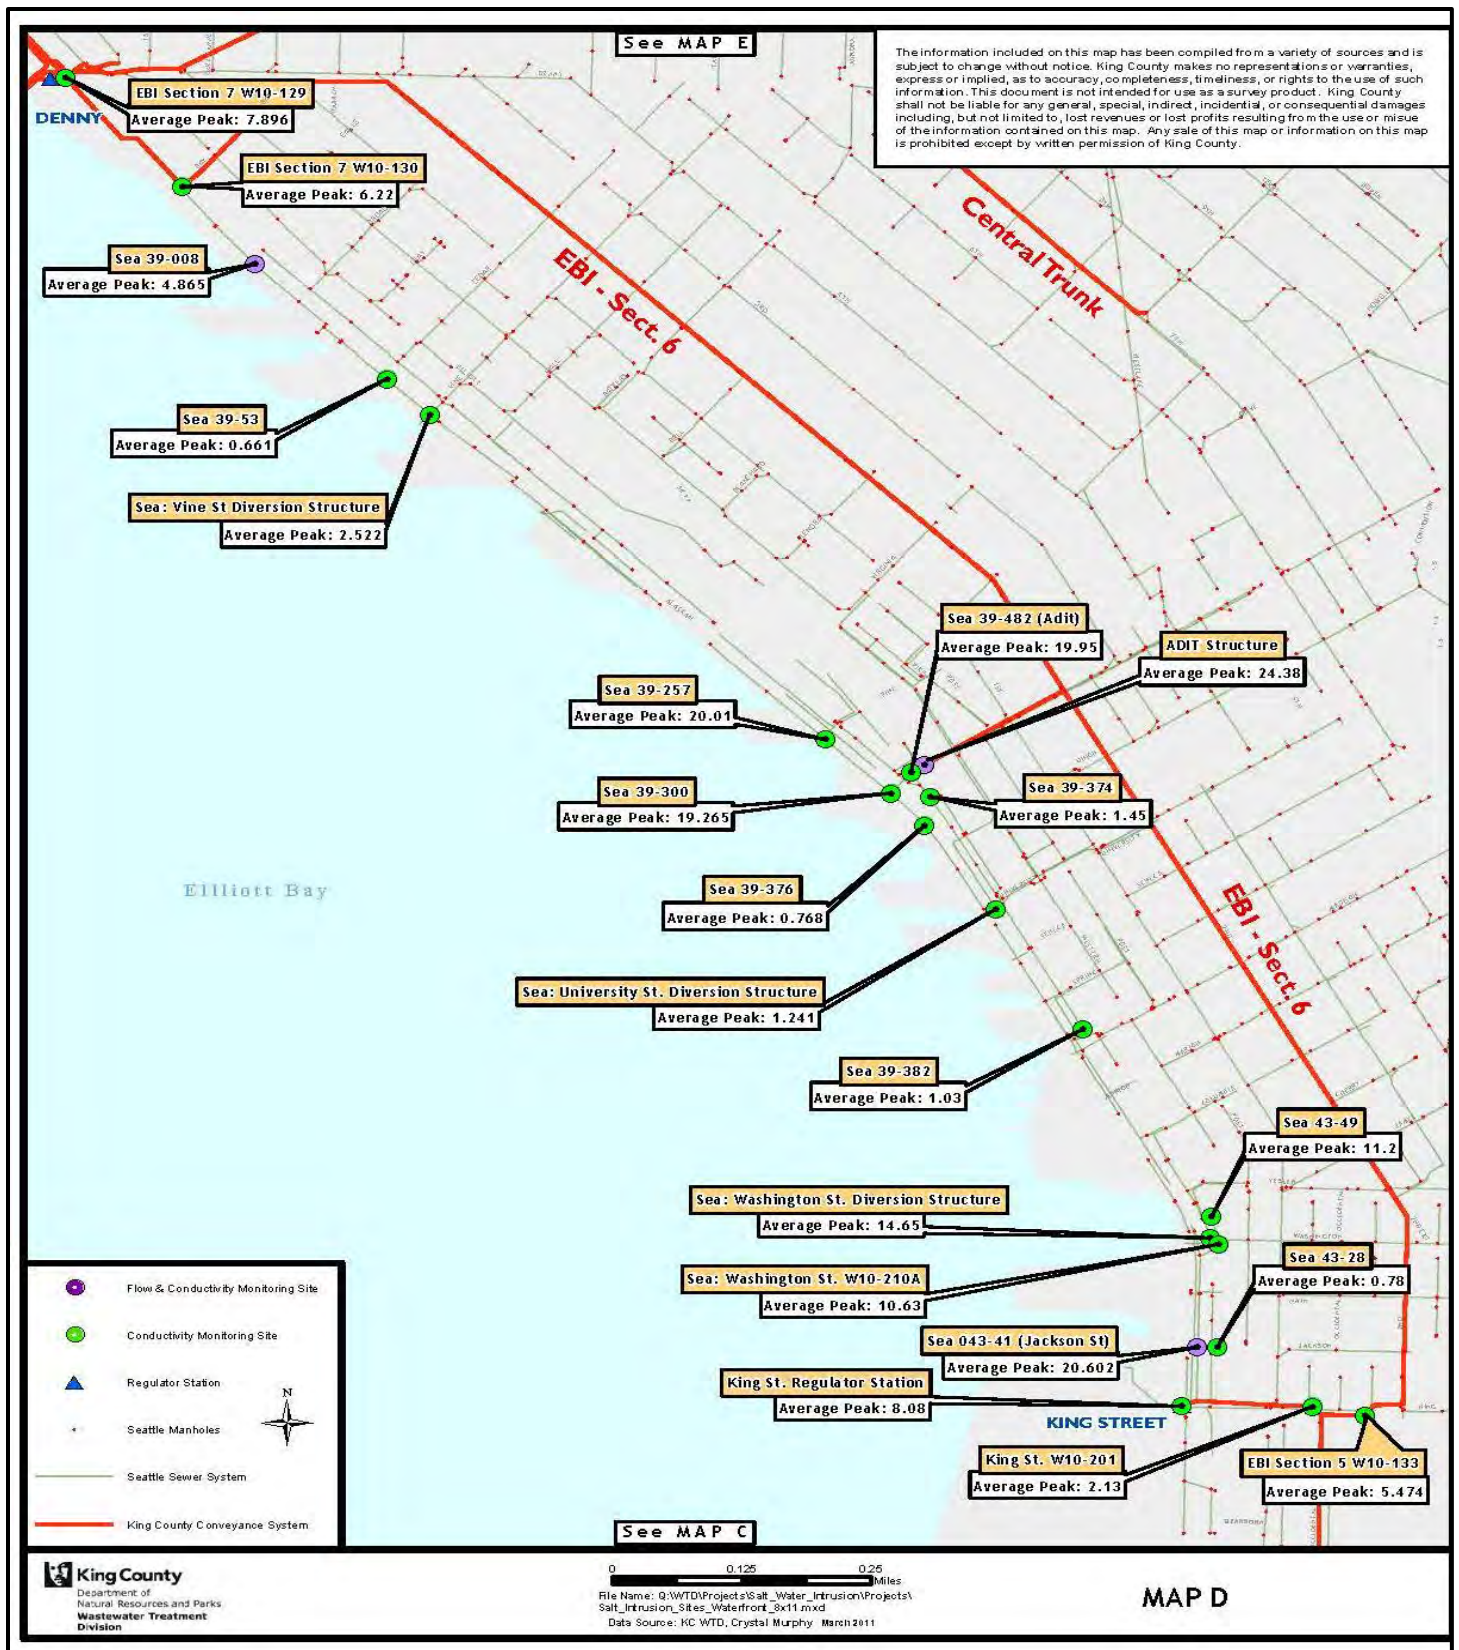 See MAP E
The information included on this map has been compiled from a variety of sources and is
subject to change without notice. King County makes no representations or warranties,
express or implied, as to accuracy, completeness, timeliness, or rights to the use of such
information. This document is not intended for use as a survey product. King County
shall not be liable for any general, special, indirect, incidential, or consequential damages
including, but not limited to, lost revenues or lost profits resulting from the use or misue
of the information contained on this map. Any sale of this map or information on this map
is prohibited except by written permission of King County.
EBI Section 7 W10-129
Average Peak: 7.896
DENNY
EBI Section 7 W10-130
Average Peak: 6.22
Central Trunk
Sea 39-008
Average Peak: 4.865
EBI - Sect. 6
Sea 39-53
Average Peak: 0.661
Sea: Vine St Diversion Structure
Average Peak: 2.522
Sea 39-482 (Adit)
Average Peak: 19.95
ADIT Structure
Average Peak: 24.38
Sea 39-257
Average Peak: 20.01
Sea 39-300
Average Peak: 19.265
Sea 39-374
Average Peak: 1.45
Ellliott Bay
Sea 39-376
Average Peak: 0.768
EBI - Sect. 6
Sea: University St. Diversion Structure
Average Peak: 1.241
Sea 39-382
Average Peak: 1.03
Sea 43-49
Average Peak: 11.2
Sea: Washington St. Diversion Structure
Average Peak: 14.65
WASHINGTON
Sea: Washington St. W10-210A
Average Peak: 10.63
Sea 43-28
Average Peak: 0.78
Sea 043-41 (Jackson St)
Average Peak: 20.602
JACKSON
King St. Regulator Station
Average Peak: 8.08
KING STREET
KING
King St. W10-201
Average Peak: 2.13
EBI Section 5 W10-133
Average Peak: 5.474
Flow & Conductivity Monitoring Site
Conductivity Monitoring Site
Regulator Station
N
Seattle Manholes
Seattle Sewer System
King County Conveyance System
See MAP C
King County
Department of
Natural Resources and Parks
Wastewater Treatment
Division
0 0.125 0.25
Miles
File Name: Q:\WTD\Projects\Salt_Water_Intrusion\Projects\
Salt_Intrusion_Sites_Waterfront_8x11.mxd
Data Source: KC WTD, Crystal Murphy March 2011
MAP D